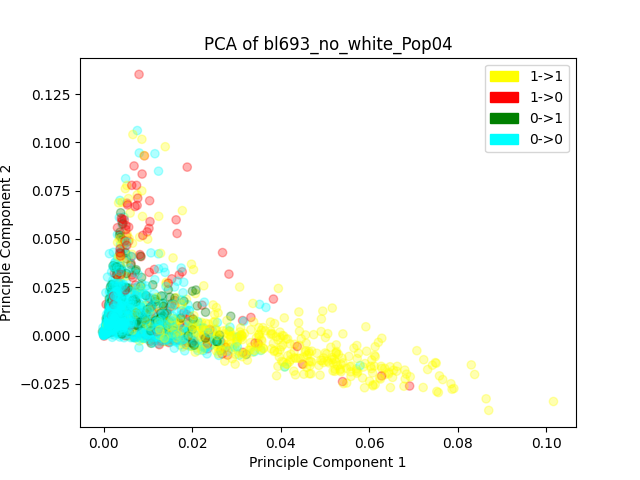 PCA of bl693_no_white_Pop04
Principle Component 2
0.125
0.100
0.075
0.050
0.025
0.000
−0.025
1->1
1->0
0->1
0->0
0.00 0.02 0.04 0.06 0.08 0.10
Principle Component 1